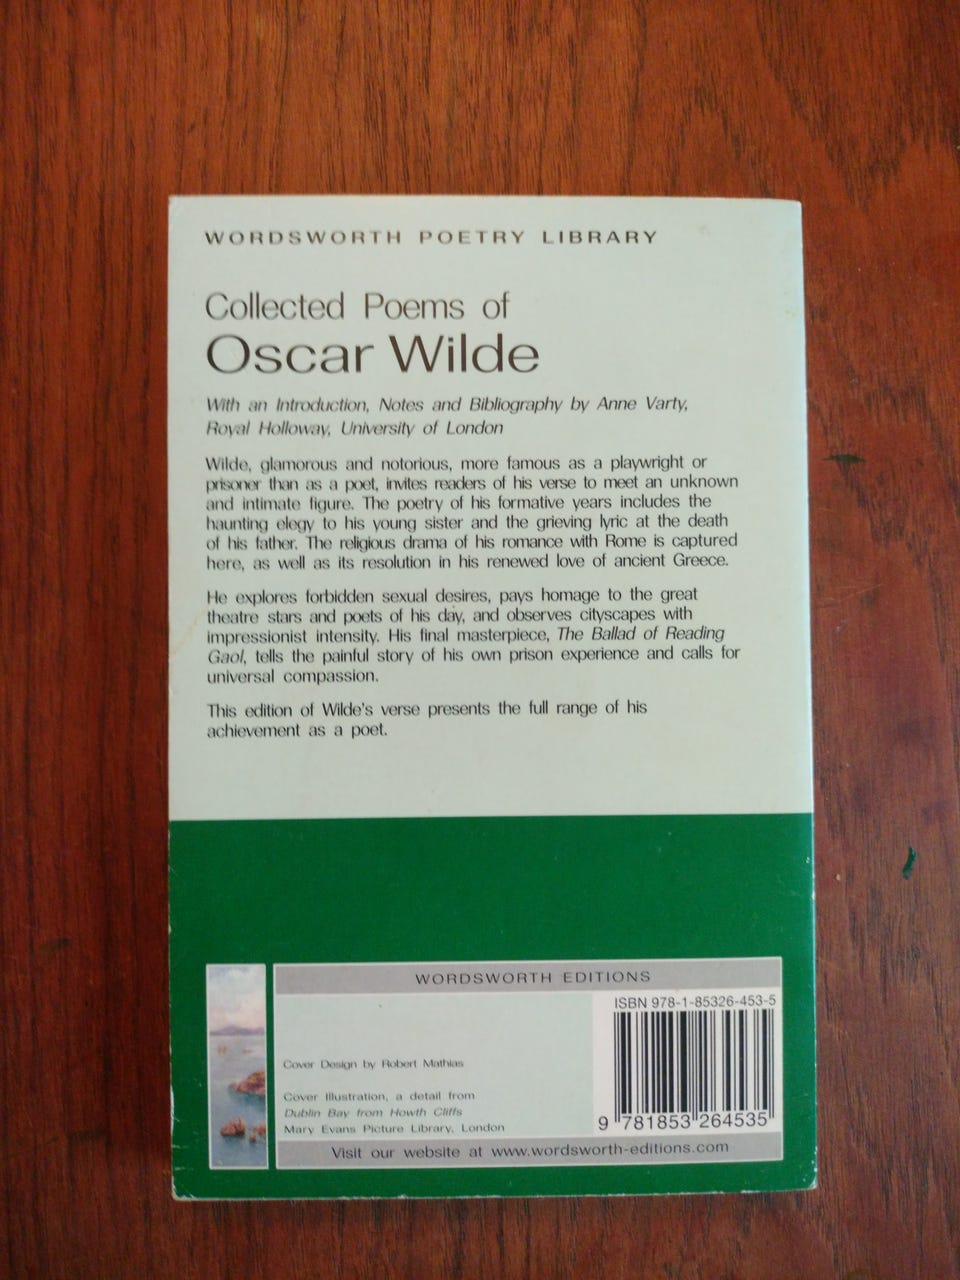 WORDSWORTH POETRY LIBRARY
Collected Poems of
Oscar Wilde
With an Introduction, Notes and Bibliography by Anne Varty,
Royal Holloway, University of London
Wilde, glamorous and notorious, more famous as a playwright or
prisoner than as a poet, invites readers of his verse to meet an unknown
and intimate figure. The poetry of his formative years includes the
haunting elegy to his young sister and the grieving lyric at the death
of his father. The religious drama of his romance with Rome is captured
here, as well as its resolution in his renewed love of ancient Greece.
He explores forbidden sexual desires, pays homage to the great
theatre stars and poets of his day, and observes cityscapes with
impressionist intensity. His final masterpiece, The Ballad of Reading
Gaol, tells the painful story of his own prison experience and calls for
universal compassion.
This edition of Wilde's verse presents the full range of his
achievement as a poet.
WORDSWORTH EDITIONS
ISBN 978-1-85326-453-5
Cover Design by Robert Mathias
Cover Illustration, a detail from
Dublin Bay from Howth Cliffs
Mary Evans Picture Library, London
9 781853 264535
Visit our website at www.wordsworth-editions.com